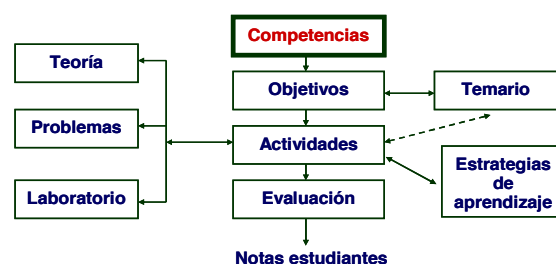 Competencias
Teoría
Objetivos
Temario
Problemas
Actividades
Estrategias
de
aprendizaje
Laboratorio
Evaluación
Notas estudiantes